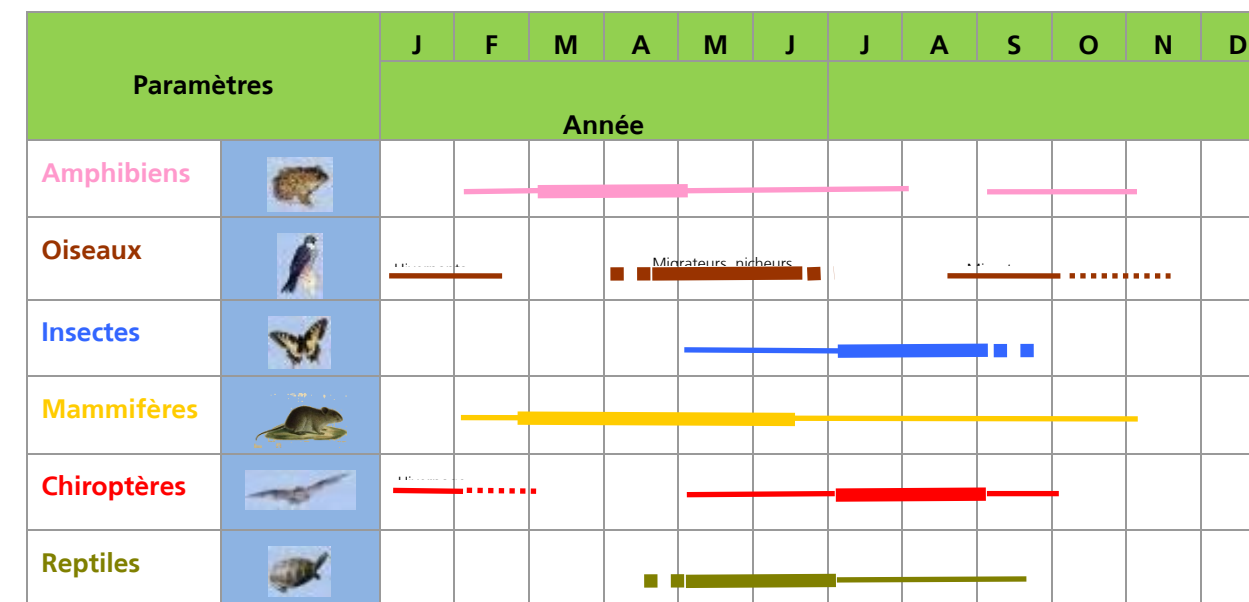 J F M A M J J A S O N D
Paramètres
Année
Amphibiens
Oiseaux
Migrateurs nicheurs
Insectes
Mammifères
Chiroptères
Reptiles